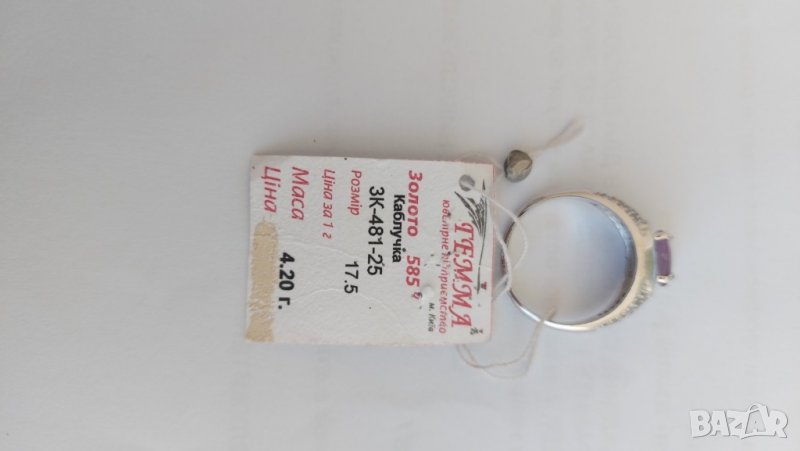 ГЕММА
ювелірне підприємство
м. Київ
Золото 585°
Каблучка
ЗК-481-25
Розмір 17.5
Ціна за 1 г
Маса 4.20 г.
Ціна
BAZAR